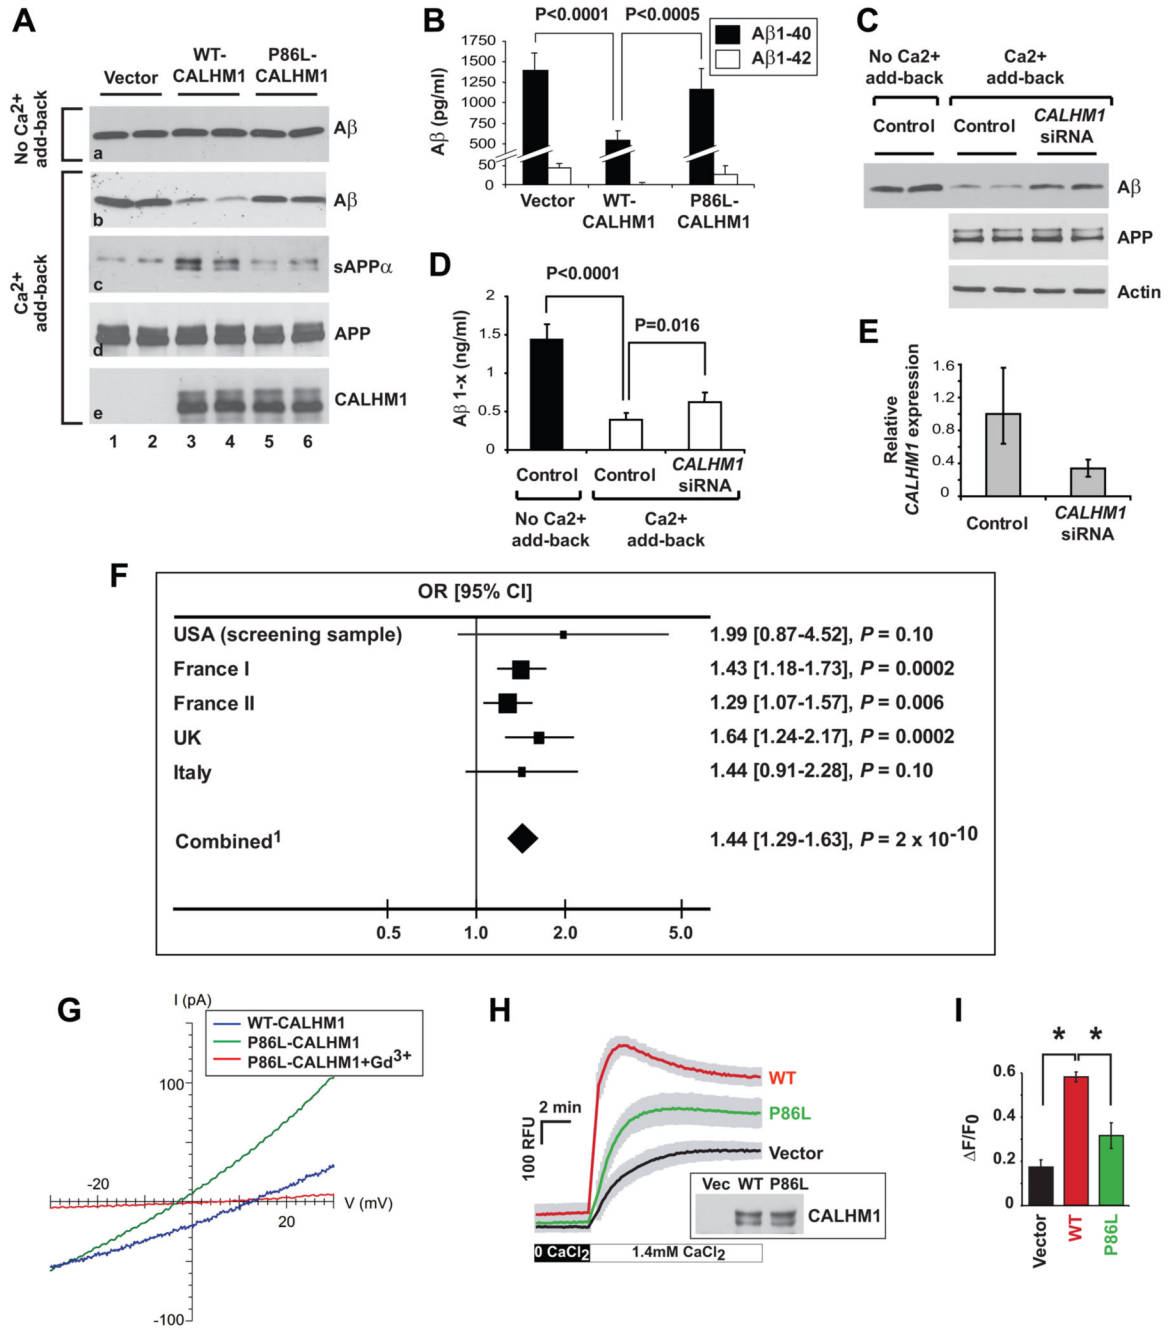 A
Vector
WT-
CALHM1
P86L-
CALHM1
No Ca2+
add-back
Ca2+
add-back
a
Aβ
b
Aβ
c
sAPPα
d
APP
e
CALHM1
1 2 3 4 5 6
B
P<0.0001 P<0.0005
Aβ1-40
Aβ1-42
Aβ (pg/ml)
1750
1500
1250
1000
750
500
50
0
Vector
WT-
CALHM1
P86L-
CALHM1
C
No Ca2+
add-back
Ca2+
add-back
Control Control
CALHM1
siRNA
Aβ
APP
Actin
D
P<0.0001
P=0.016
Aβ 1-x (ng/ml)
2
1.5
1
0.5
0
Control Control
CALHM1
siRNA
No Ca2+
add-back
Ca2+
add-back
E
Relative
CALHM1 expression
1.6
1.2
0.8
0.4
0
Control
CALHM1
siRNA
F
OR [95% CI]
USA (screening sample) 1.99 [0.87-4.52], P = 0.10
France I 1.43 [1.18-1.73], P = 0.0002
France II 1.29 [1.07-1.57], P = 0.006
UK 1.64 [1.24-2.17], P = 0.0002
Italy 1.44 [0.91-2.28], P = 0.10
Combined1 1.44 [1.29-1.63], P = 2 x 10-10
0.5 1.0 2.0 5.0
G
I (pA)
WT-CALHM1
P86L-CALHM1
P86L-CALHM1+Gd3+
100
-20
V (mV)
20
-100
H
2 min
100 RFU
WT
P86L
Vector
Vec WT P86L
CALHM1
0 CaCl2 1.4mM CaCl2
I
* *
ΔF/F0
0.6
0.4
0.2
0
Vector
WT
P86L